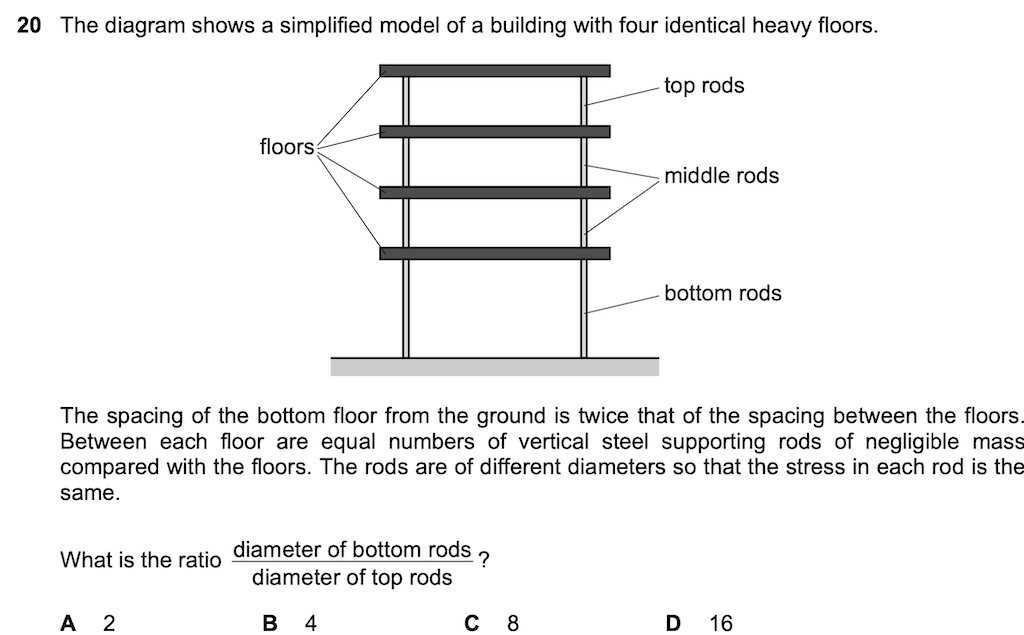 20 The diagram shows a simplified model of a building with four identical heavy floors.
top rods
floors
middle rods
bottom rods
The spacing of the bottom floor from the ground is twice that of the spacing between the floors.
Between each floor are equal numbers of vertical steel supporting rods of negligible mass
compared with the floors. The rods are of different diameters so that the stress in each rod is the
same.
What is the ratio diameter of bottom rods ?
diameter of top rods
A 2 B 4 C 8 D 16